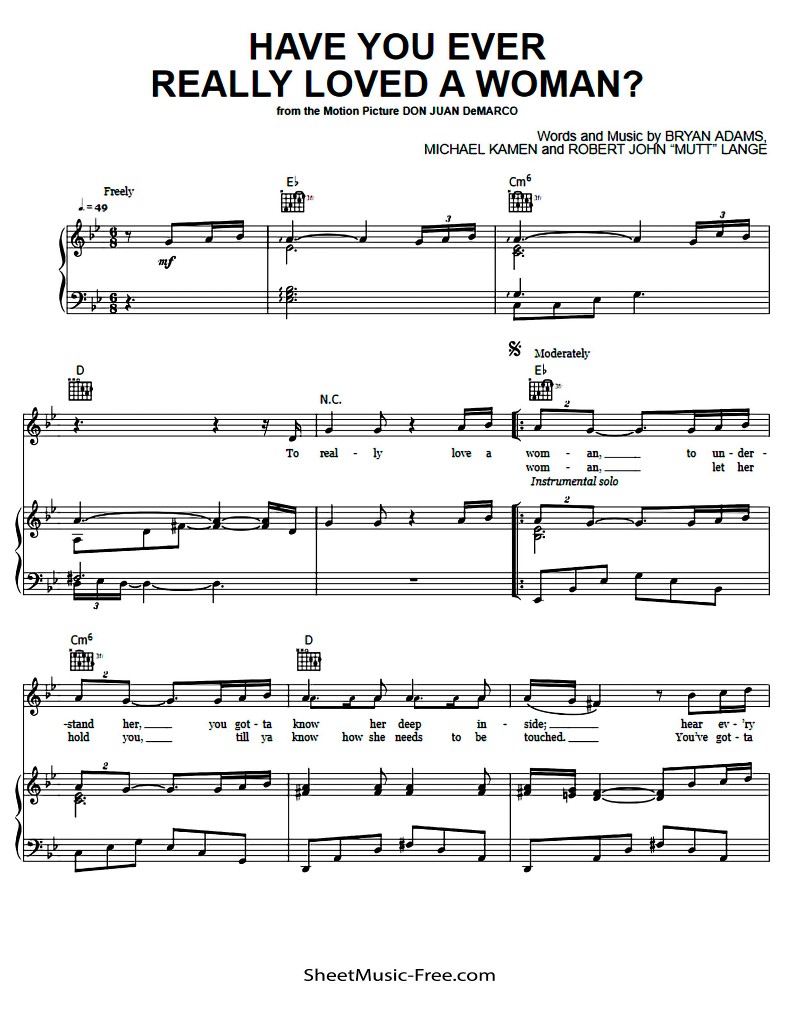 HAVE YOU EVER
REALLY LOVED A WOMAN?
from the Motion Picture DON JUAN DeMARCO
Words and Music by BRYAN ADAMS,
MICHAEL KAMEN and ROBERT JOHN “MUTT” LANGE
Freely
♩. = 49
E♭ Cm6
3fr 3fr
3 3
6/8
mf
D N.C. Moderately E♭
3fr
2
To real - ly love a wom - an, to un - der -
wom - an, let her
Instrumental solo
2
3
Cm6 D
3fr
2
-stand her, you got - ta know her deep in - side; hear ev - 'ry
hold you, till ya know how she needs to be touched. You've got - ta
2
SheetMusic-Free.com